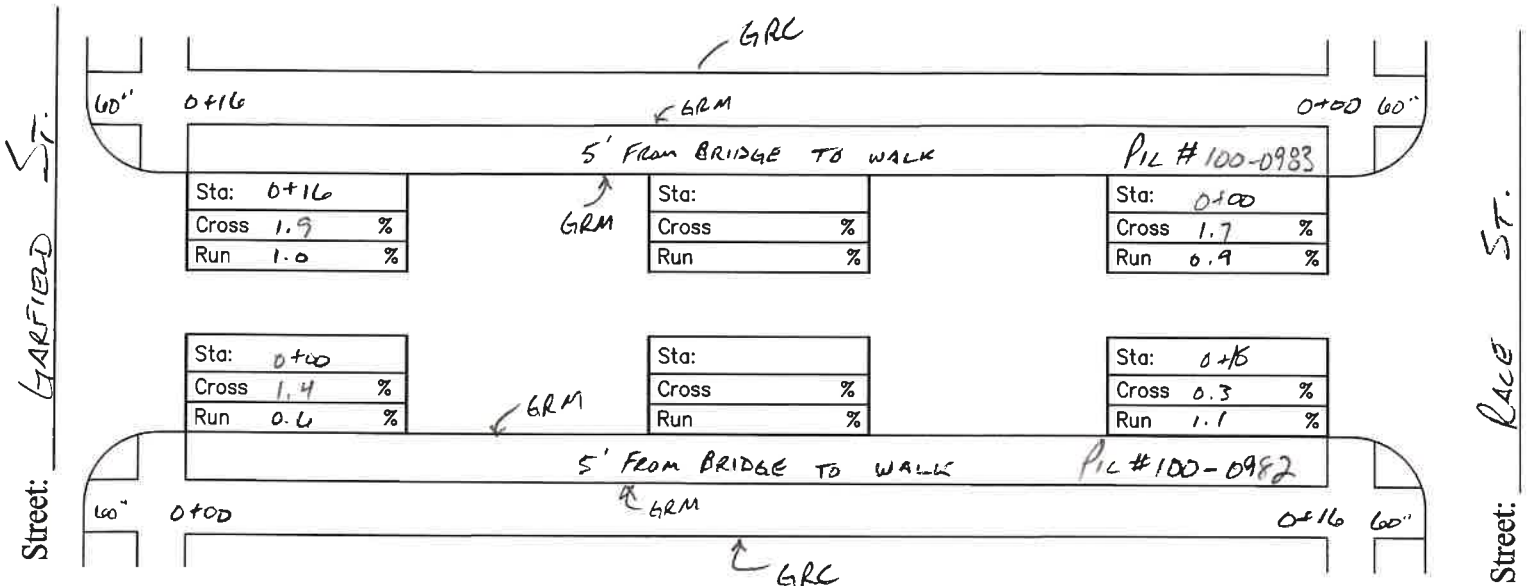 GRC
60" 0+16 GRM 0+00 60"
5' FROM BRIDGE TO WALK PIC # 100-0983
Street: GARFIELD ST.
Sta: 0+16
Cross 1.9 %
Run 1.0 %
GRM
Sta:
Cross %
Run %
Sta: 0+00
Cross 1.7 %
Run 0.9 %
Sta: 0+00
Cross 1.4 %
Run 0.6 %
GRM
Sta:
Cross %
Run %
Sta:
Cross 0.3 %
Run 1.1 %
Street: RACE ST.
5' FROM BRIDGE TO WALK PIC #100-0982
60" 0+00 GRM 0+16 60"
GRC